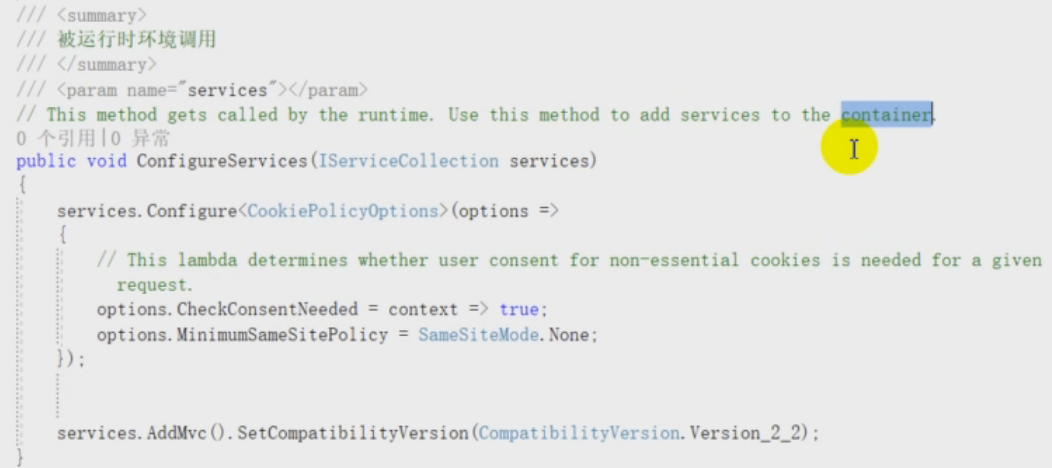 /// <summary>
/// 被运行时环境调用
/// </summary>
/// <param name="services"></param>
// This method gets called by the runtime. Use this method to add services to the container.
0 个引用|0 异常
public void ConfigureServices(IServiceCollection services)
{
services.Configure<CookiePolicyOptions>(options =>
{
// This lambda determines whether user consent for non-essential cookies is needed for a given
request.
options.CheckConsentNeeded = context => true;
options.MinimumSameSitePolicy = SameSiteMode.None;
});
services.AddMvc().SetCompatibilityVersion(CompatibilityVersion.Version_2_2);
}